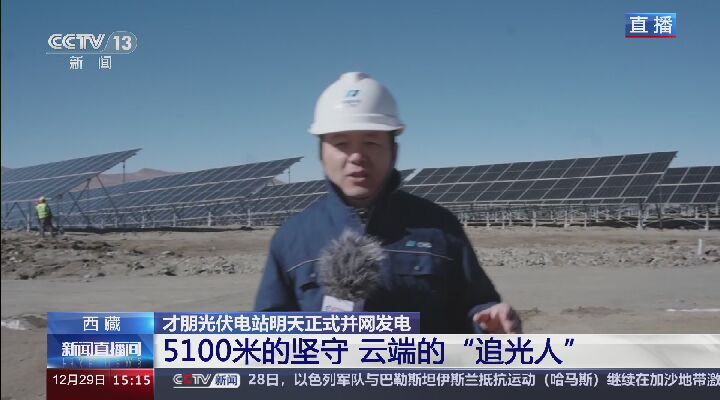 CCTV 13
新闻
直播
西藏
才朋光伏电站明天正式并网发电
新闻直播间
5100米的坚守 云端的“追光人”
12月29日 15:15
CCTV 新闻 28日，以色列军队与巴勒斯坦伊斯兰抵抗运动（哈马斯）继续在加沙地带激